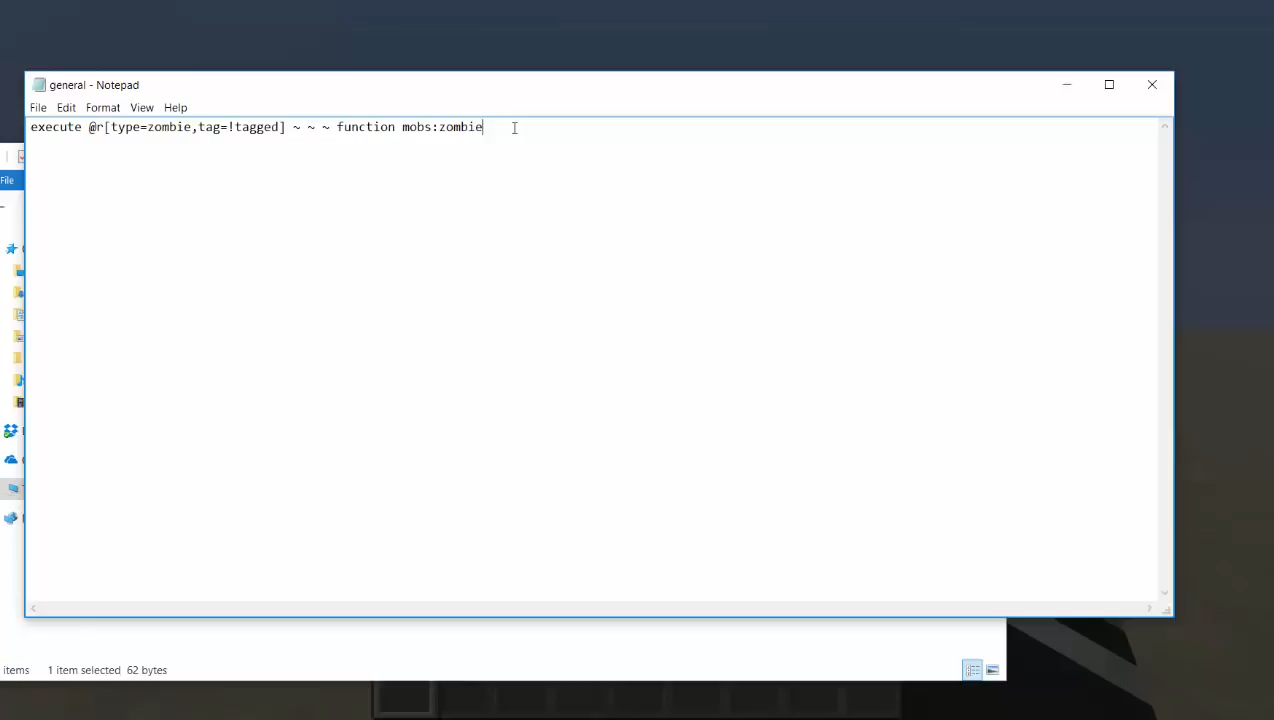 general - Notepad
File Edit Format View Help
execute @r[type=zombie,tag=!tagged] ~ ~ ~ function mobs:zombie
File
items 1 item selected 62 bytes